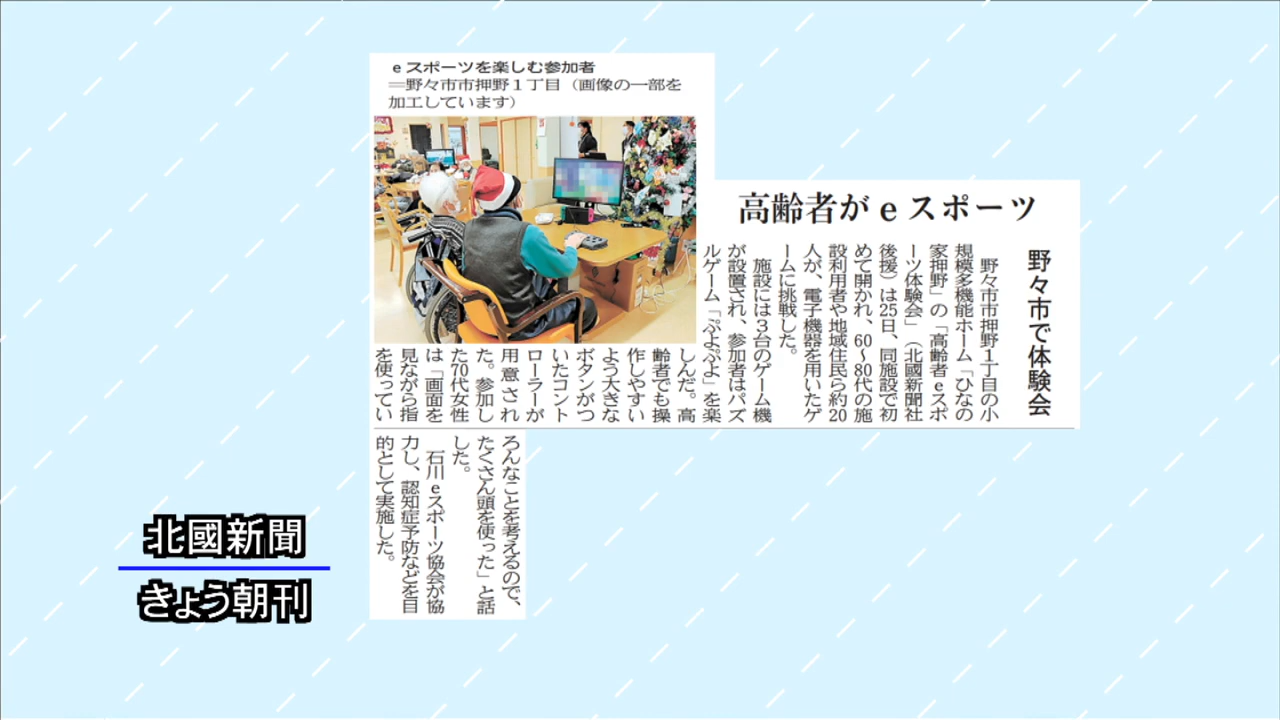 eスポーツを楽しむ参加者
＝野々市市押野１丁目（画像の一部を
加工しています）
高齢者がeスポーツ
野々市で体験会
野々市市押野１丁目の小
規模多機能ホーム「ひなの
家押野」の「高齢者eスポ
ーツ体験会」（北國新聞社
後援）は25日、同施設で初
めて開かれ、60～80代の施
設利用者や地域住民ら約20
人が、電子機器を用いたゲ
ームに挑戦した。
施設には３台のゲーム機
が設置され、参加者はパズ
ルゲーム「ぷよぷよ」を楽
しんだ。高
齢者でも操
作しやすい
よう大きな
ボタンがつ
いたコント
ローラーが
用意され
た。参加し
た70代女性
は「画面を
見ながら指
を使ってい
ろんなことを考えるので、
たくさん頭を使った」と話
した。
石川eスポーツ協会が協
力し、認知症予防などを目
的として実施した。
北國新聞
きょう朝刊